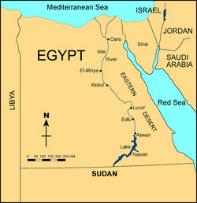 Mediterranean Sea
ISRAEL
JORDAN
Cairo
Sinai
SAUDI
ARABIA
EGYPT
Nile
River
El-Minya
Assiut
EASTERN
DESERT
LIBYA
Red Sea
Luxor
Edfu
N
Aswan
Lake
Nasser
SUDAN